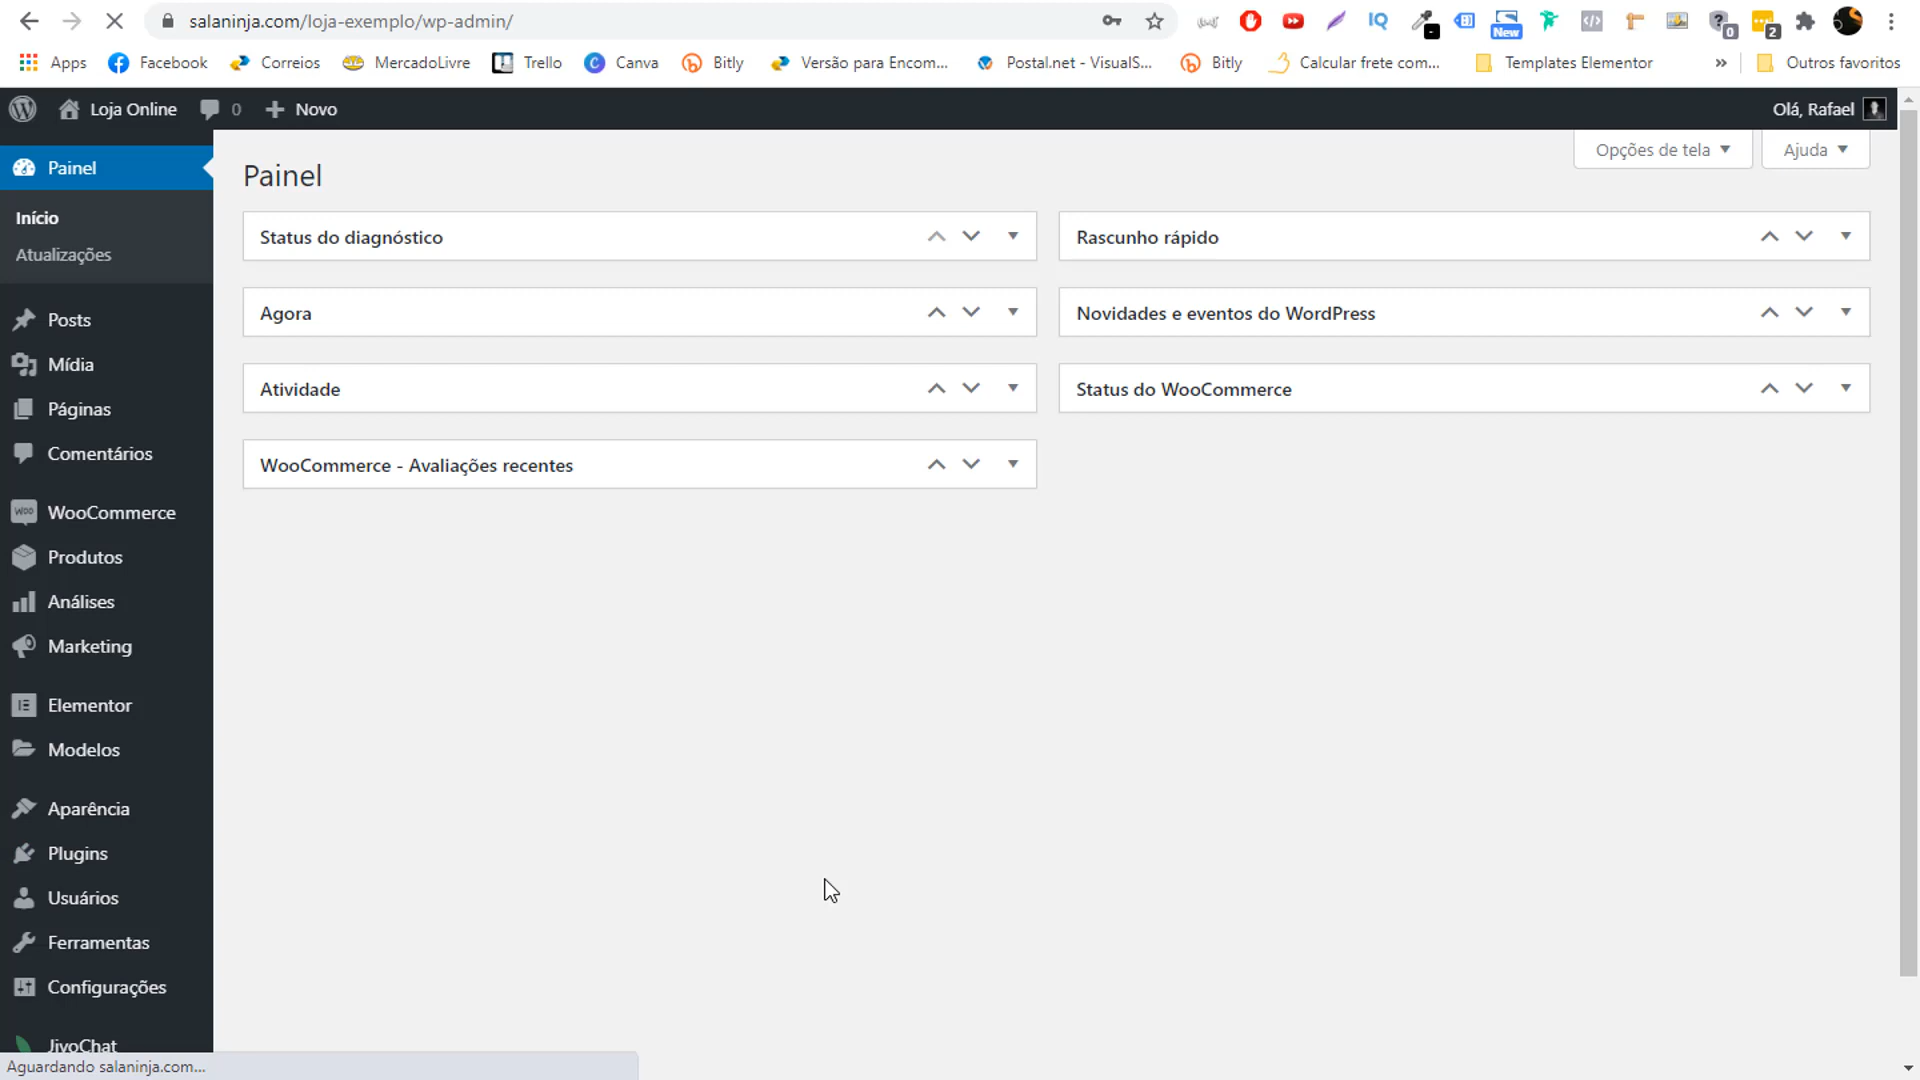 salaninja.com/loja-exemplo/wp-admin/
IQ
New
0
2
Apps
Facebook
Correios
MercadoLivre
Trello
Canva
Bitly
Versão para Encom...
Postal.net - VisualS...
Bitly
Calcular frete com...
Templates Elementor
»
Outros favoritos
Loja Online
0
Novo
Olá, Rafael
Painel
Início
Atualizações
Posts
Mídia
Páginas
Comentários
WooCommerce
Produtos
Análises
Marketing
Elementor
Modelos
Aparência
Plugins
Usuários
Ferramentas
Configurações
JivoChat
Opções de tela
Ajuda
Painel
Status do diagnóstico
Agora
Atividade
WooCommerce - Avaliações recentes
Rascunho rápido
Novidades e eventos do WordPress
Status do WooCommerce
Aguardando salaninja.com...